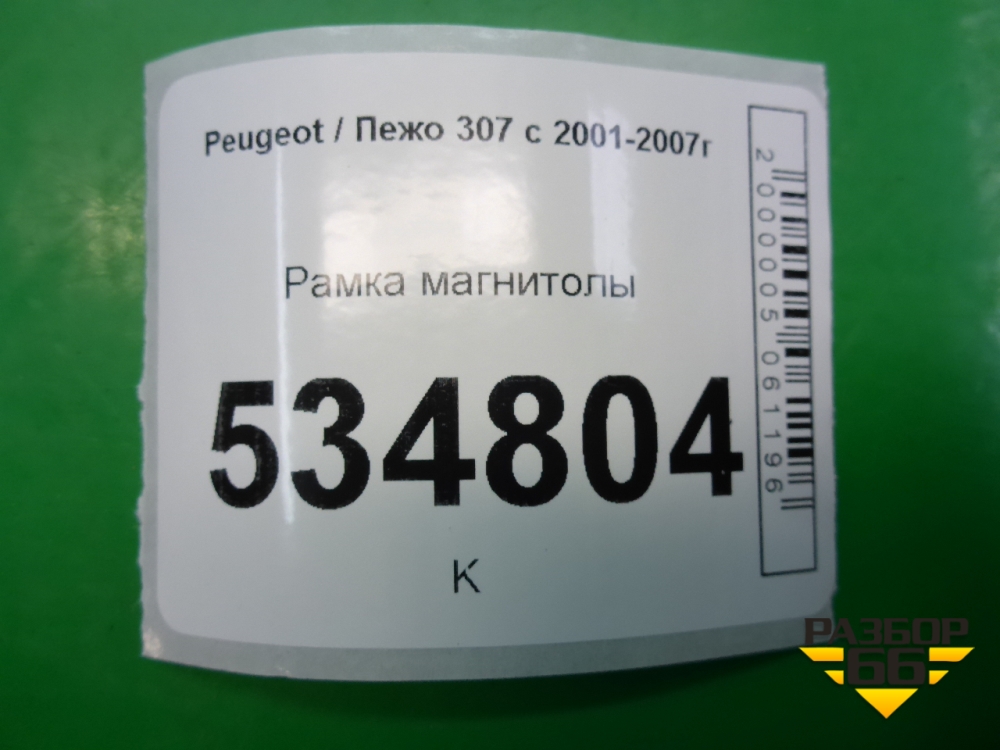 Peugeot / Пежо 307 с 2001-2007г
Рамка магнитолы
534804
К
2000005061196
РАЗБОР
66